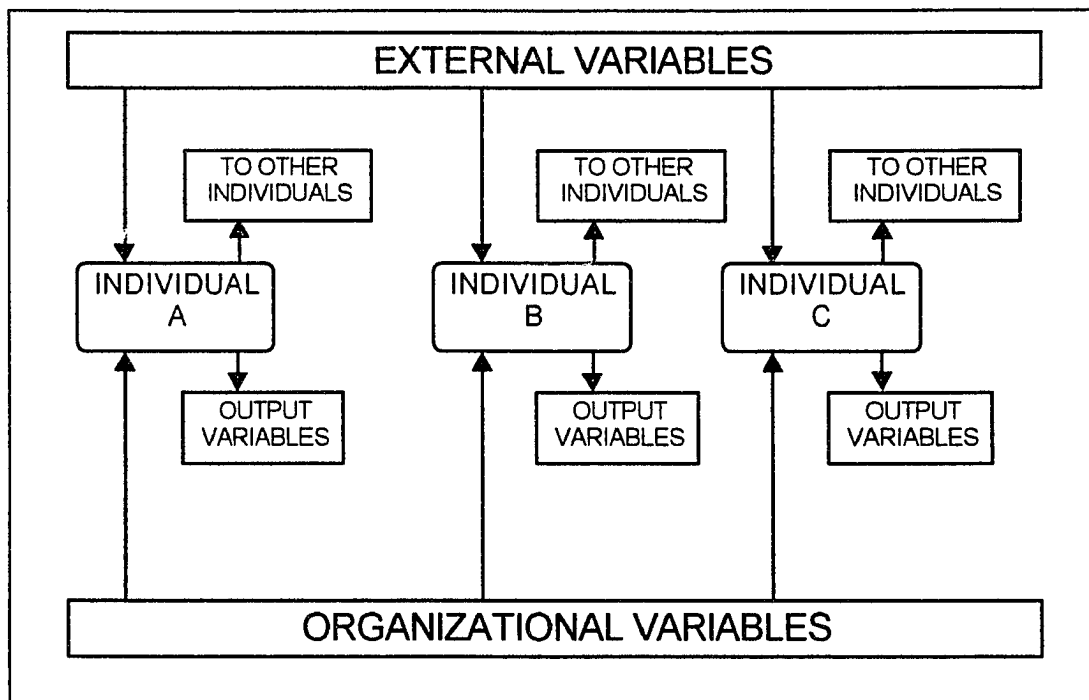 EXTERNAL VARIABLES
TO OTHER
INDIVIDUALS
TO OTHER
INDIVIDUALS
TO OTHER
INDIVIDUALS
INDIVIDUAL
A
INDIVIDUAL
B
INDIVIDUAL
C
OUTPUT
VARIABLES
OUTPUT
VARIABLES
OUTPUT
VARIABLES
ORGANIZATIONAL VARIABLES